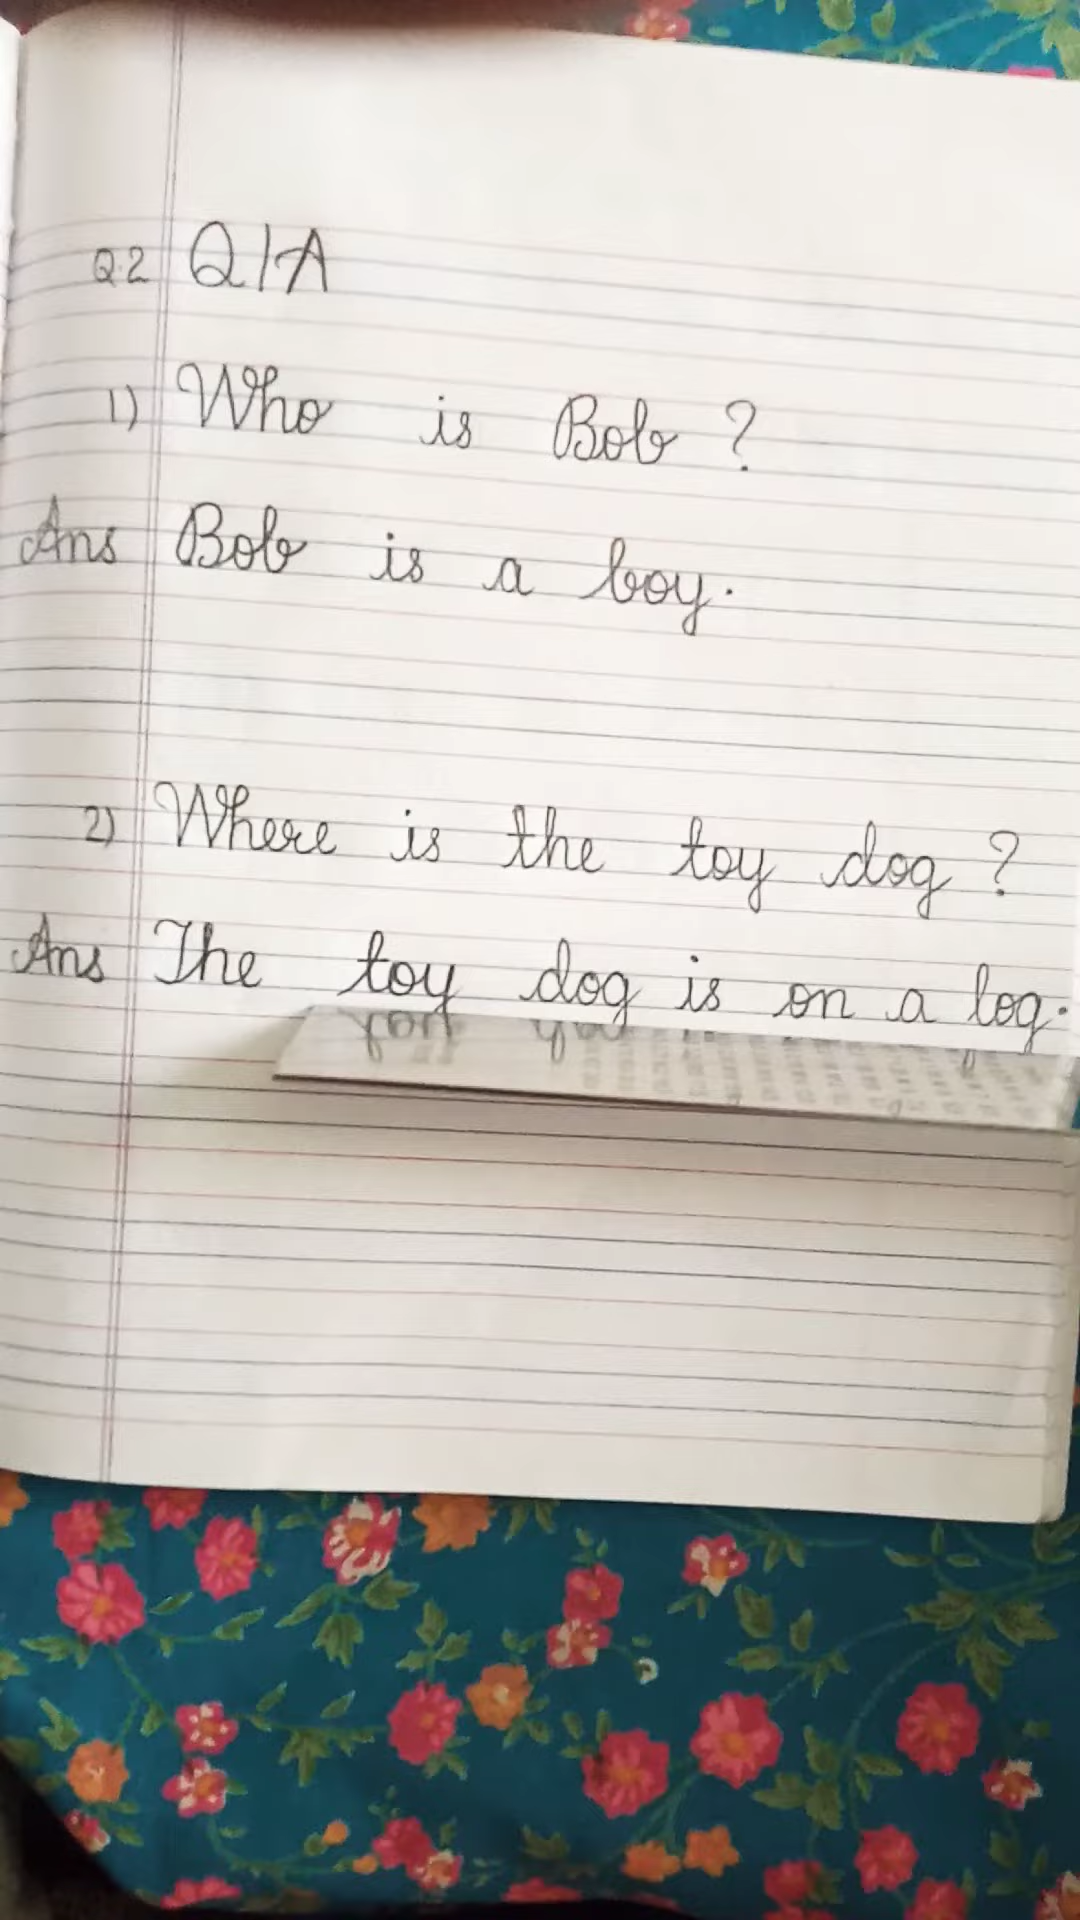 Q.2 Q/A
1) Who is Bob ?
Ans Bob is a boy.
2) Where is the toy dog ?
Ans The toy dog is on a log.